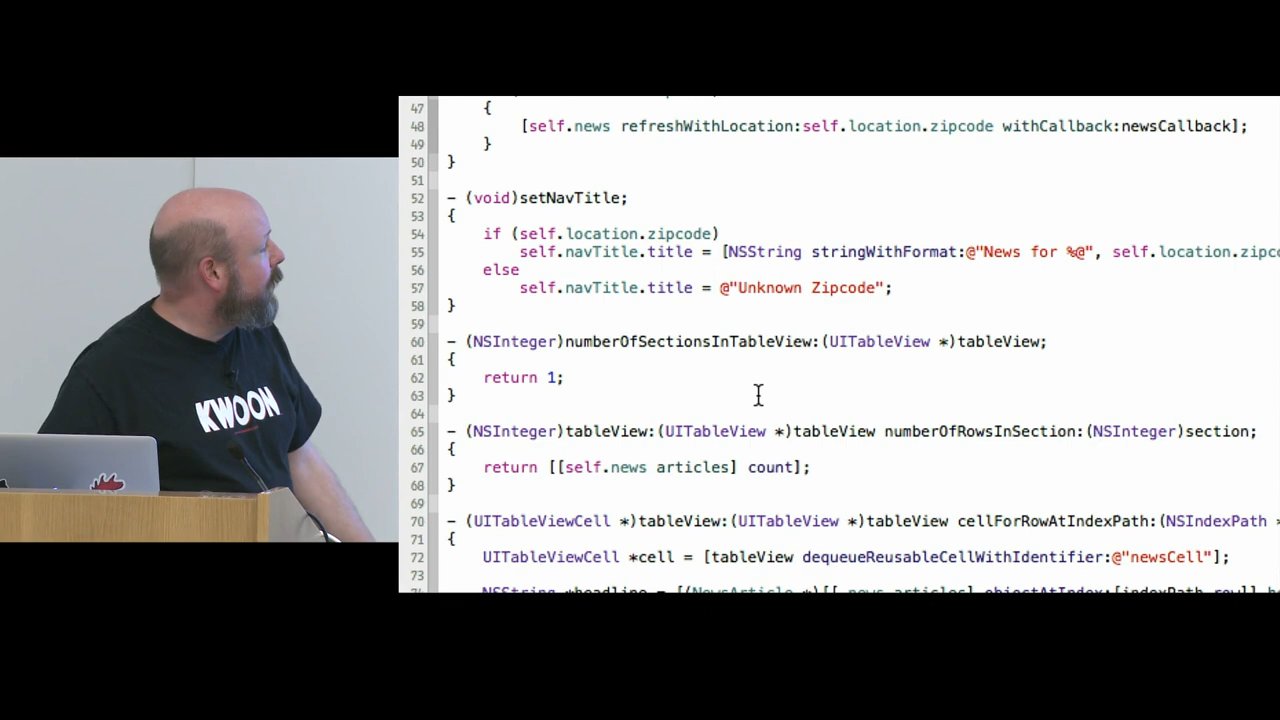 KWOON
47 {
48 [self.news refreshWithLocation:self.location.zipcode withCallback:newsCallback];
49 }
50 }
51
52 - (void)setNavTitle;
53 {
54 if (self.location.zipcode)
55 self.navTitle.title = [NSString stringWithFormat:@"News for %@", self.location.zipc
56 else
57 self.navTitle.title = @"Unknown Zipcode";
58 }
59
60 - (NSInteger)numberOfSectionsInTableView:(UITableView *)tableView;
61 {
62 return 1;
63 }
64
65 - (NSInteger)tableView:(UITableView *)tableView numberOfRowsInSection:(NSInteger)section;
66 {
67 return [[self.news articles] count];
68 }
69
70 - (UITableViewCell *)tableView:(UITableView *)tableView cellForRowAtIndexPath:(NSIndexPath *
71 {
72 UITableViewCell *cell = [tableView dequeueReusableCellWithIdentifier:@"newsCell"];
73